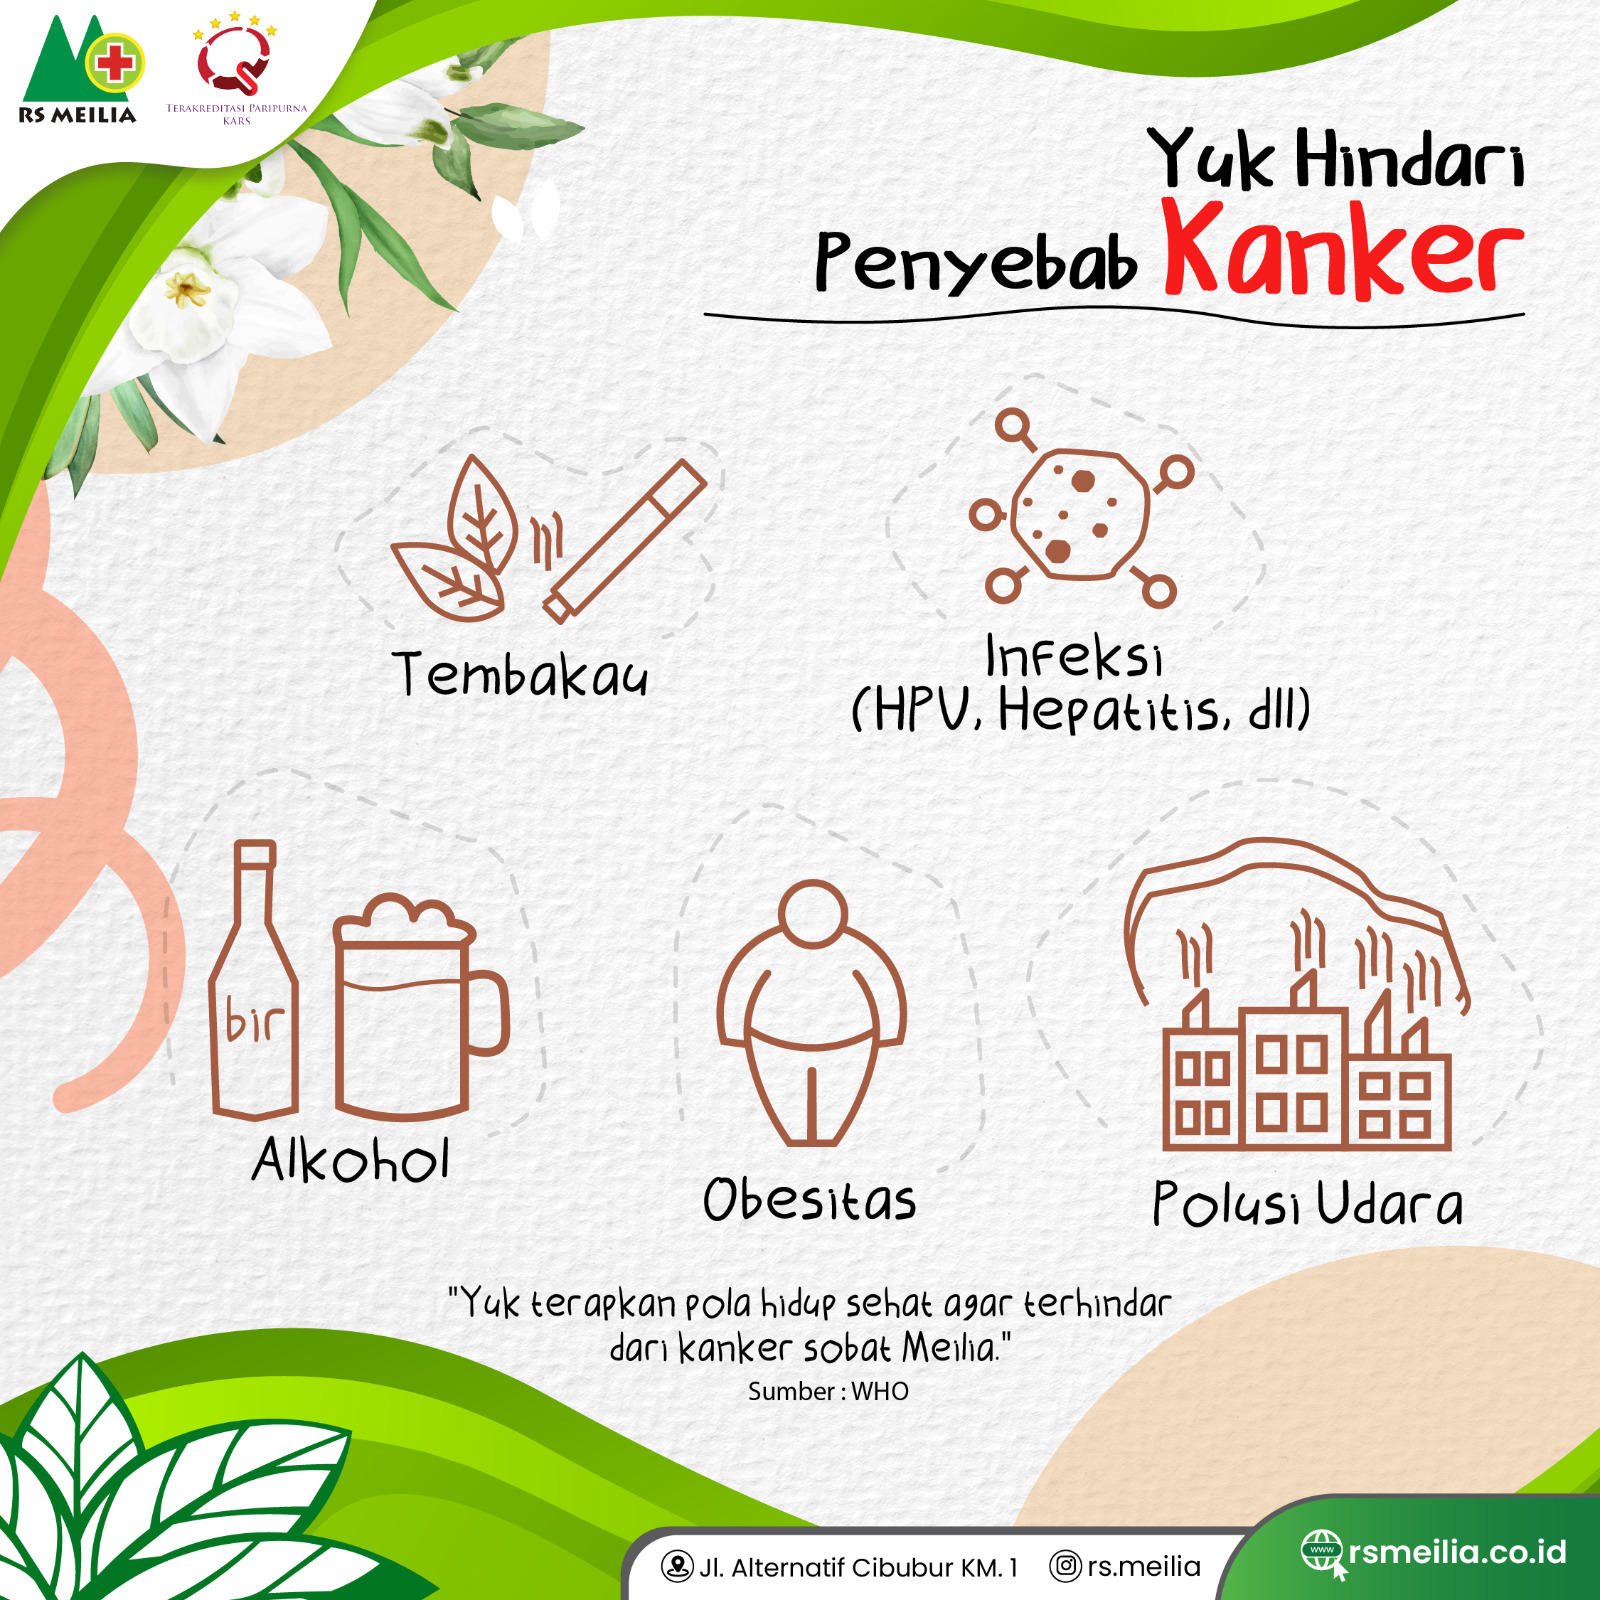 RS MEILIA
TERAKREDITASI PARIPURNA
KARS
Yuk Hindari
Penyebab Kanker
Tembakau
Infeksi
(HPV, Hepatitis, dll)
bir
Alkohol
Obesitas
Polusi Udara
"Yuk terapkan pola hidup sehat agar terhindar
dari kanker sobat Meilia."
Sumber : WHO
Jl. Alternatif Cibubur KM. 1
rs.meilia
www
rsmeilia.co.id